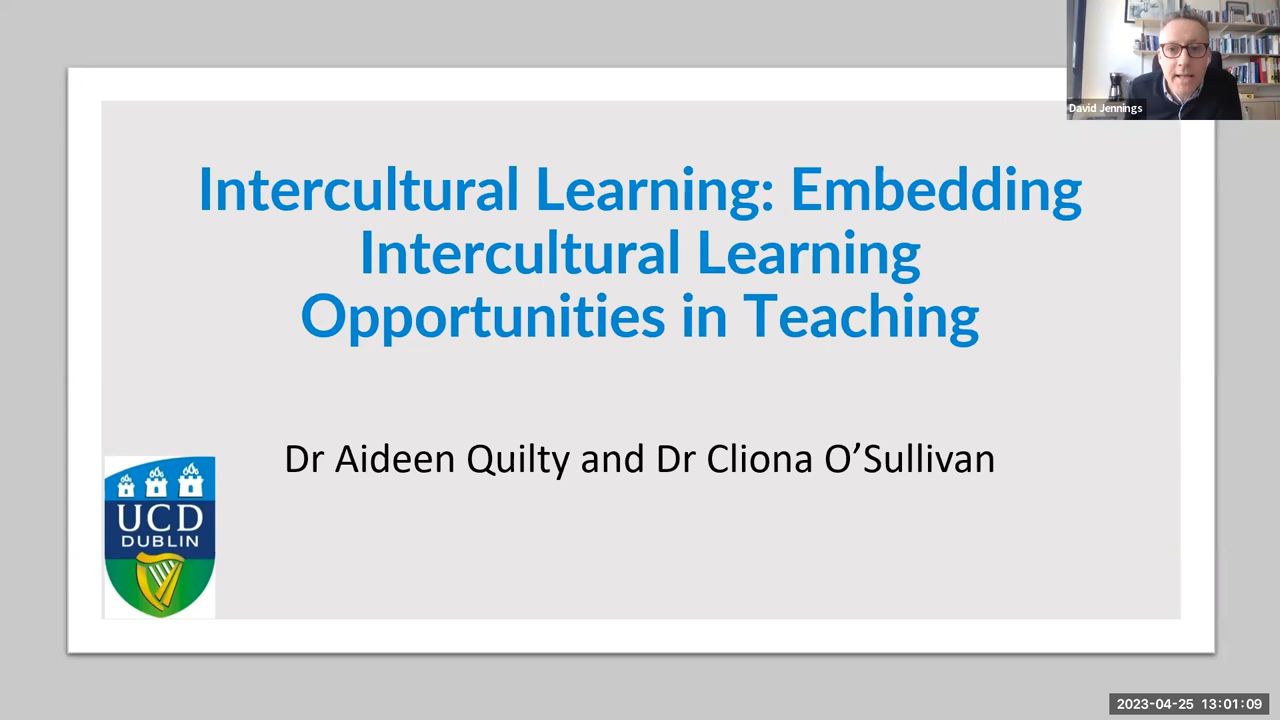 David Jennings
Intercultural Learning: Embedding
Intercultural Learning
Opportunities in Teaching
Dr Aideen Quilty and Dr Cliona O’Sullivan
UCD
DUBLIN
2023-04-25 13:01:09